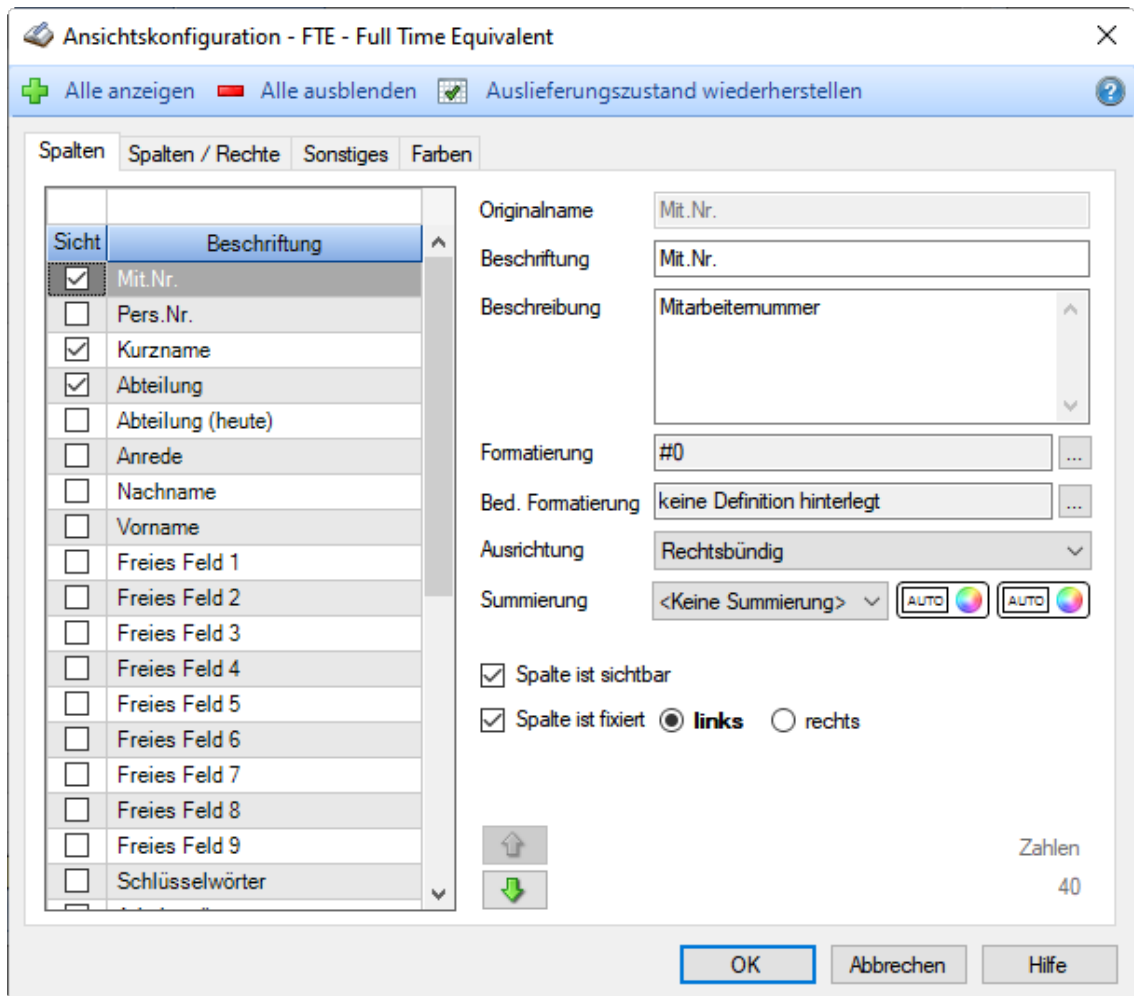 Ansichtskonfiguration - FTE - Full Time Equivalent
Alle anzeigen Alle ausblenden Auslieferungszustand wiederherstellen ?
Spalten Spalten / Rechte Sonstiges Farben
Sicht Beschriftung
Mit.Nr.
Pers.Nr.
Kurzname
Abteilung
Abteilung (heute)
Anrede
Nachname
Vorname
Freies Feld 1
Freies Feld 2
Freies Feld 3
Freies Feld 4
Freies Feld 5
Freies Feld 6
Freies Feld 7
Freies Feld 8
Freies Feld 9
Schlüsselwörter
Originalname Mit.Nr.
Beschriftung Mit.Nr.
Beschreibung Mitarbeiternummer
Formatierung #0 ...
Bed. Formatierung keine Definition hinterlegt ...
Ausrichtung Rechtsbündig
Summierung <Keine Summierung> AUTO AUTO
Spalte ist sichtbar
Spalte ist fixiert links rechts
Zahlen
40
OK Abbrechen Hilfe